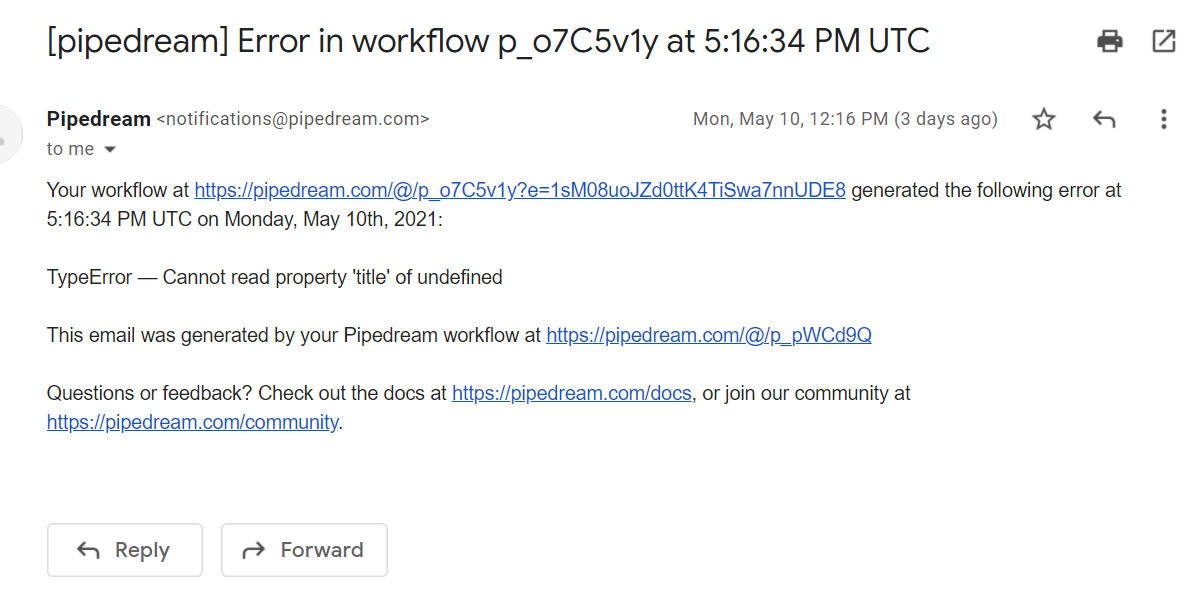 [pipedream] Error in workflow p_o7C5v1y at 5:16:34 PM UTC
Pipedream <notifications@pipedream.com> Mon, May 10, 12:16 PM (3 days ago)
to me
Your workflow at https://pipedream.com/@/p_o7C5v1y?e=1sM08uoJZd0ttK4TiSwa7nnUDE8 generated the following error at
5:16:34 PM UTC on Monday, May 10th, 2021:
TypeError — Cannot read property 'title' of undefined
This email was generated by your Pipedream workflow at https://pipedream.com/@/p_pWCd9Q
Questions or feedback? Check out the docs at https://pipedream.com/docs, or join our community at
https://pipedream.com/community.
Reply Forward